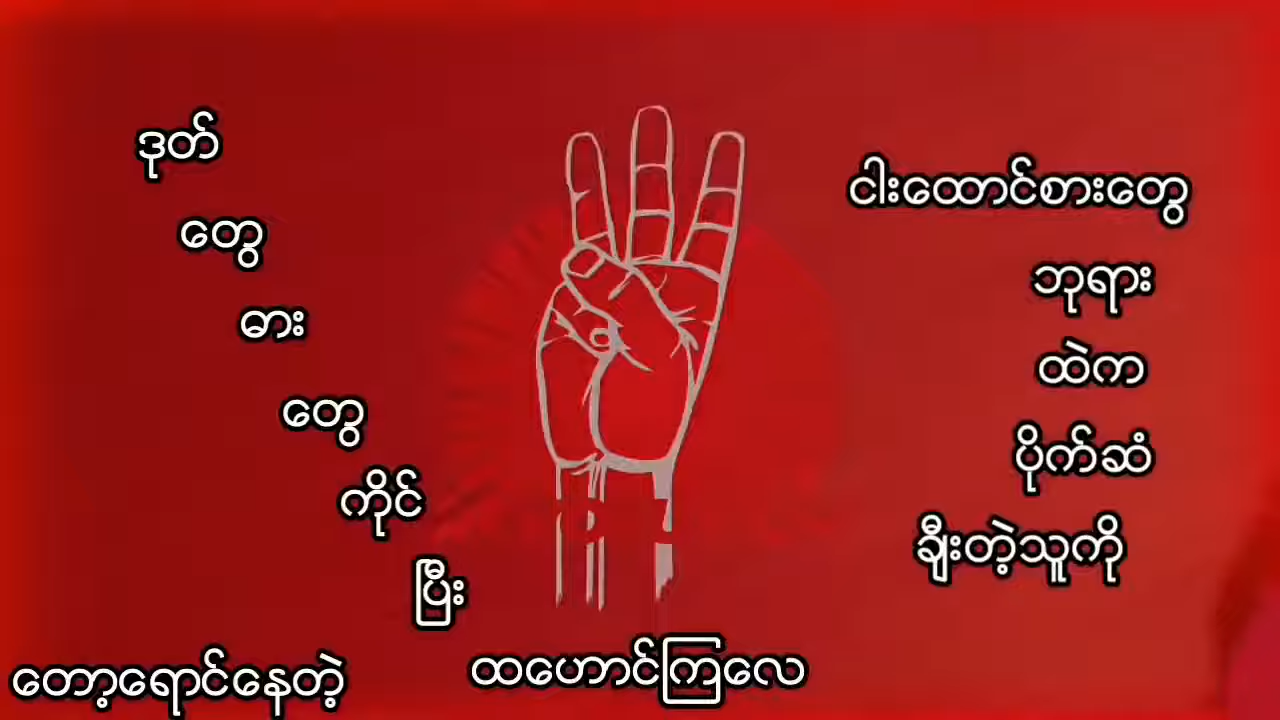 ဒုတ်
တွေ
ဓား
တွေ
ကိုင်
ပြီး
တော့ရောင်နေတဲ့
ထဟောင်ကြလေ
ငါးထောင်စားတွေ
ဘုရား
ထဲက
ပိုက်ဆံ
ချီးတဲ့သူကို